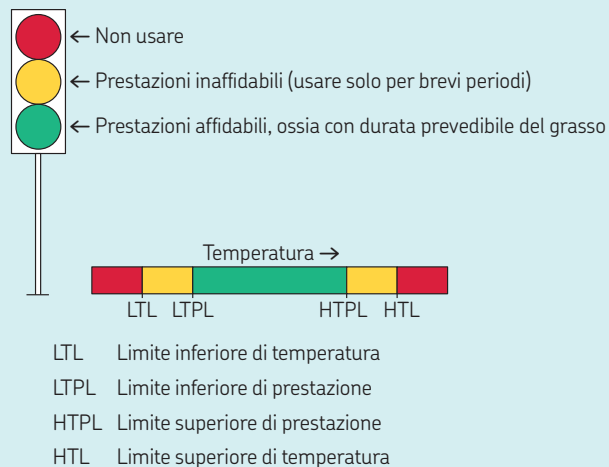 ← Non usare
← Prestazioni inaffidabili (usare solo per brevi periodi)
← Prestazioni affidabili, ossia con durata prevedibile del grasso
Temperatura →
LTL LTPL HTPL HTL
LTL Limite inferiore di temperatura
LTPL Limite inferiore di prestazione
HTPL Limite superiore di prestazione
HTL Limite superiore di temperatura